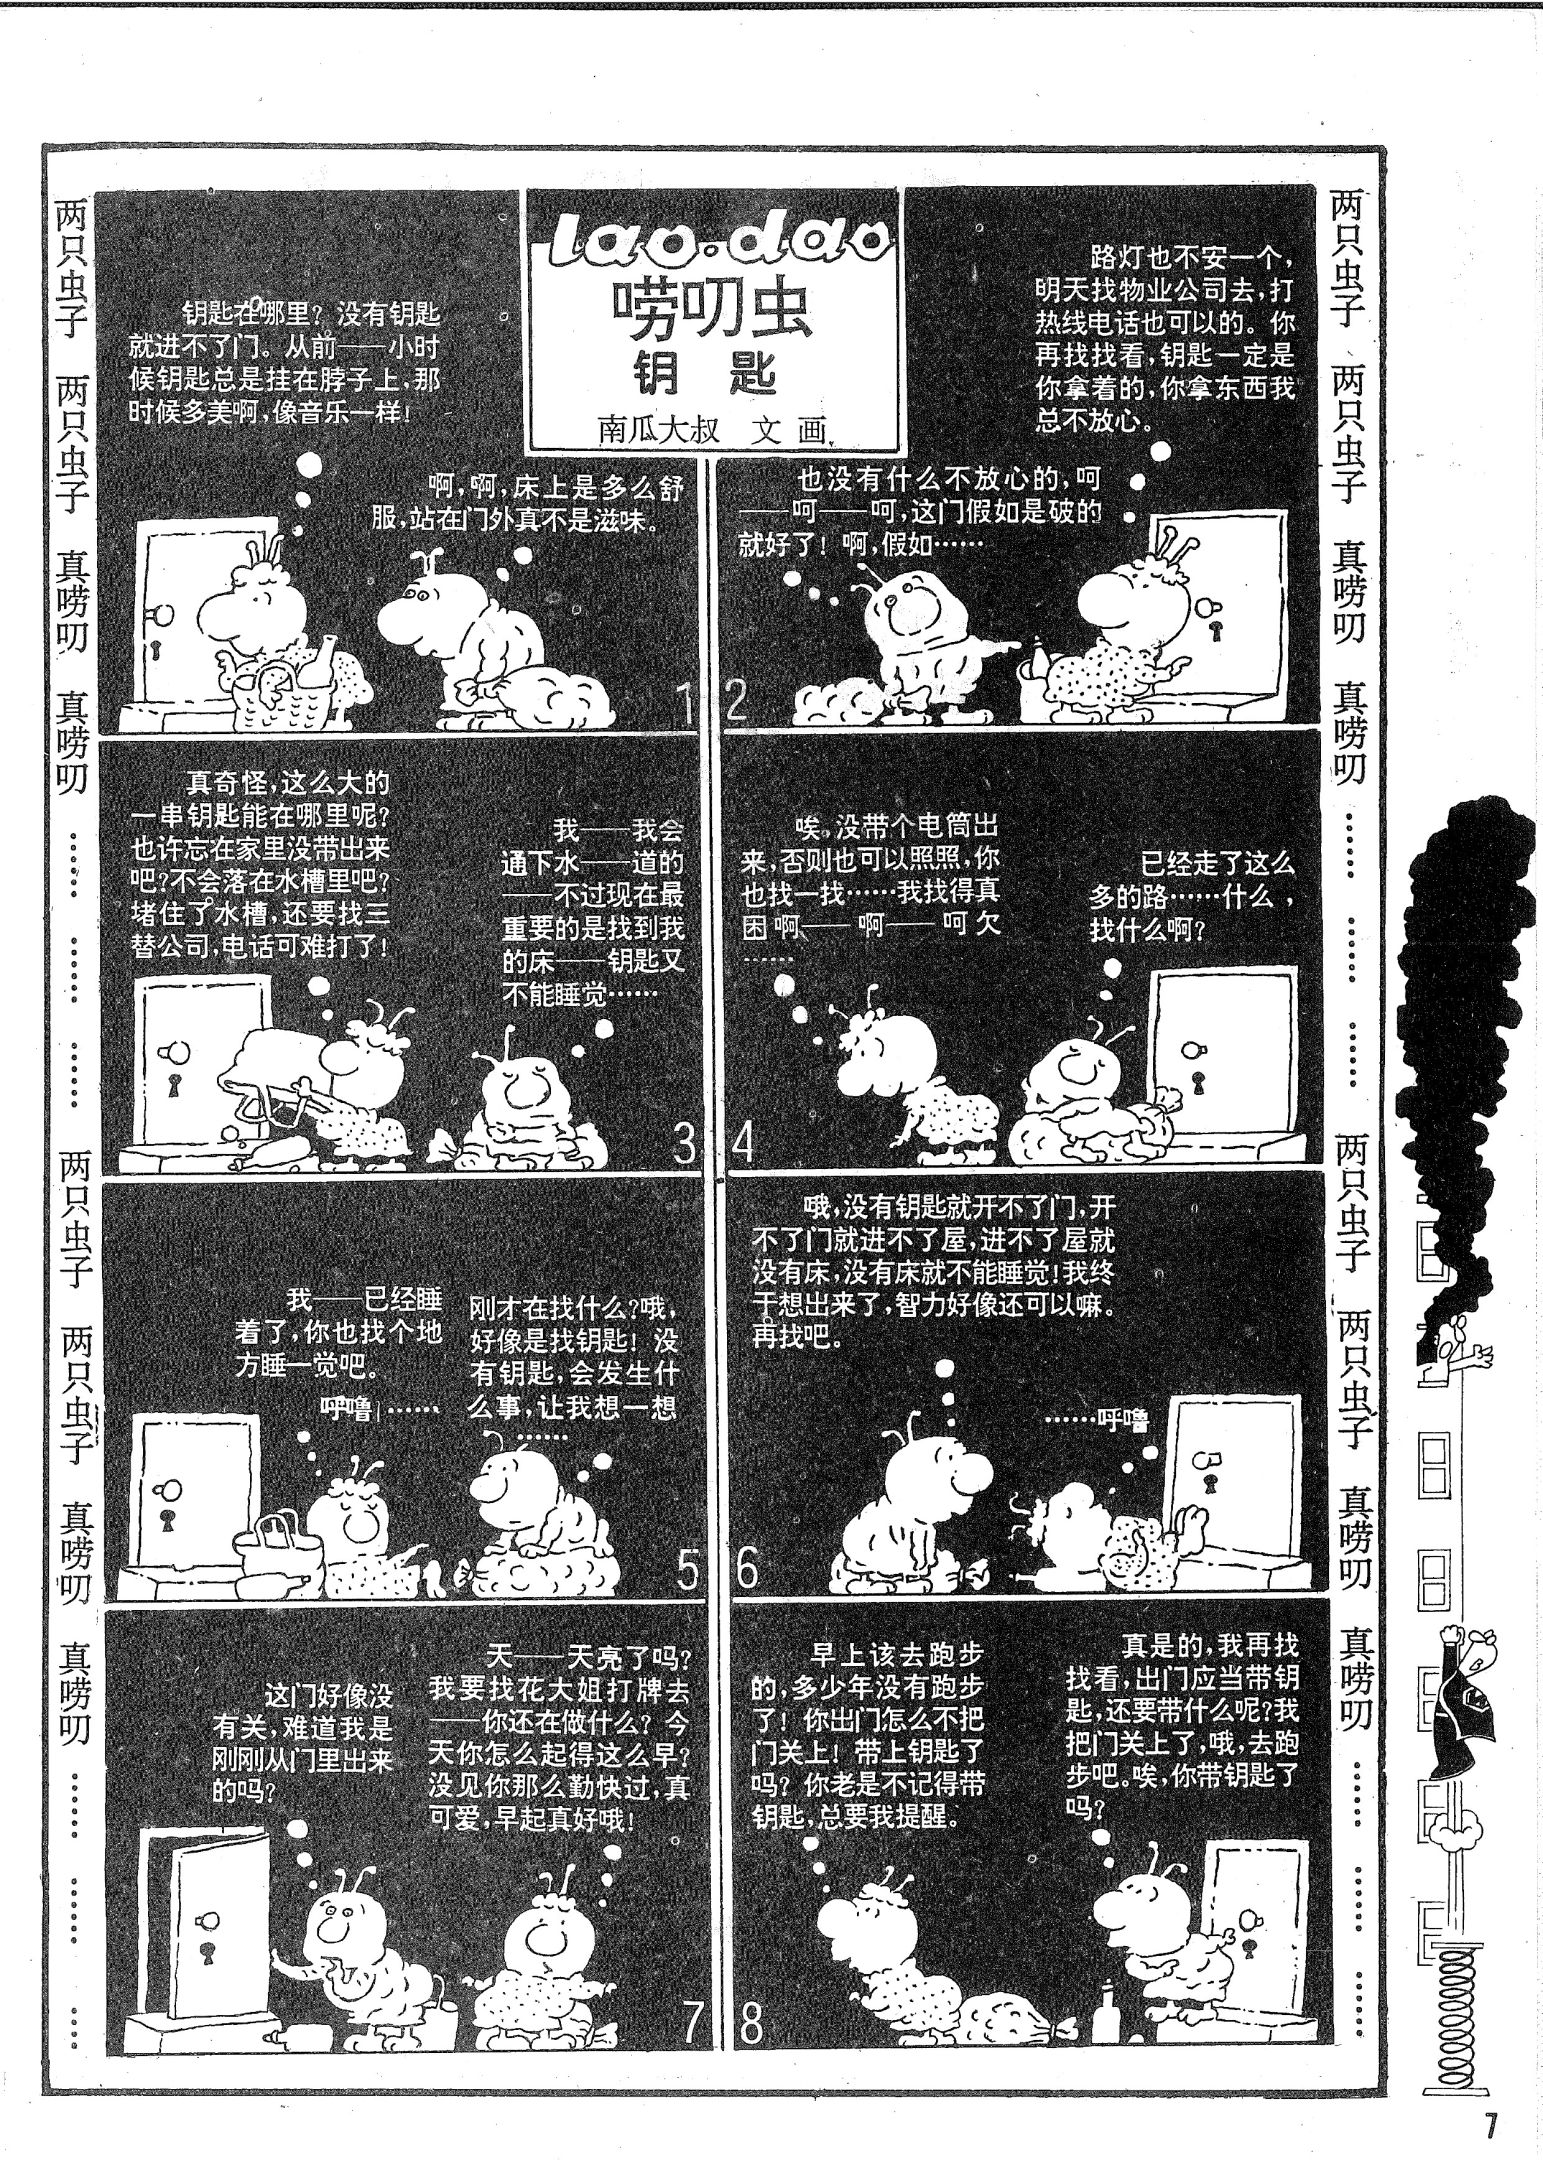 lao·dao
唠叨虫
钥 匙
南瓜大叔 文 画
两只虫子 两只虫子 真唠叨 真唠叨 …… …… ……
两只虫子 两只虫子 真唠叨 真唠叨 …… …… ……
钥匙在哪里？没有钥匙
就进不了门。从前——小时
候钥匙总是挂在脖子上，那
时候多美啊，像音乐一样！
啊，啊，床上是多么舒
服，站在门外真不是滋味。
1
路灯也不安一个，
明天找物业公司去，打
热线电话也可以的。你
再找找看，钥匙一定是
你拿着的，你拿东西我
总不放心。
也没有什么不放心的，呵
——呵——呵，这门假如是破的
就好了！啊，假如……
2
真奇怪，这么大的
一串钥匙能在哪里呢？
也许忘在家里没带出来
吧？不会落在水槽里吧？
堵住了水槽，还要找三
替公司，电话可难打了！
我——我会
通下水——道的
——不过现在最
重要的是找到我
的床——钥匙又
不能睡觉……
3
唉。没带个电筒出
来，否则也可以照照，你
也找一找……我找得真
困啊——啊——呵欠
……
已经走了这么
多的路……什么，
找什么啊？
4
我——已经睡
着了，你也找个地
方睡一觉吧。
呼噜……
刚才在找什么？哦，
好像是找钥匙！没
有钥匙，会发生什
么事，让我想一想
……
5
哦，没有钥匙就开不了门，开
不了门就进不了屋，进不了屋就
没有床，没有床就不能睡觉！我终
于想出来了，智力好像还可以嘛。
再找吧。
……呼噜
6
这门好像没
有关，难道我是
刚刚从门里出来
的吗？
天——天亮了吗？
我要找花大姐打牌去
——你还在做什么？今
天你怎么起得这么早？
没见你那么勤快过，真
可爱，早起真好哦！
7
早上该去跑步
的，多少年没有跑步
了！你出门怎么不把
门关上！带上钥匙了
吗？你老是不记得带
钥匙，总要我提醒。
真是的，我再找
找看，出门应当带钥
匙，还要带什么呢？我
把门关上了，哦，去跑
步吧。唉，你带钥匙了
吗？
8
两只虫子 两只虫子 真唠叨 真唠叨 …… …… ……
两只虫子 两只虫子 真唠叨 真唠叨 …… …… ……
7